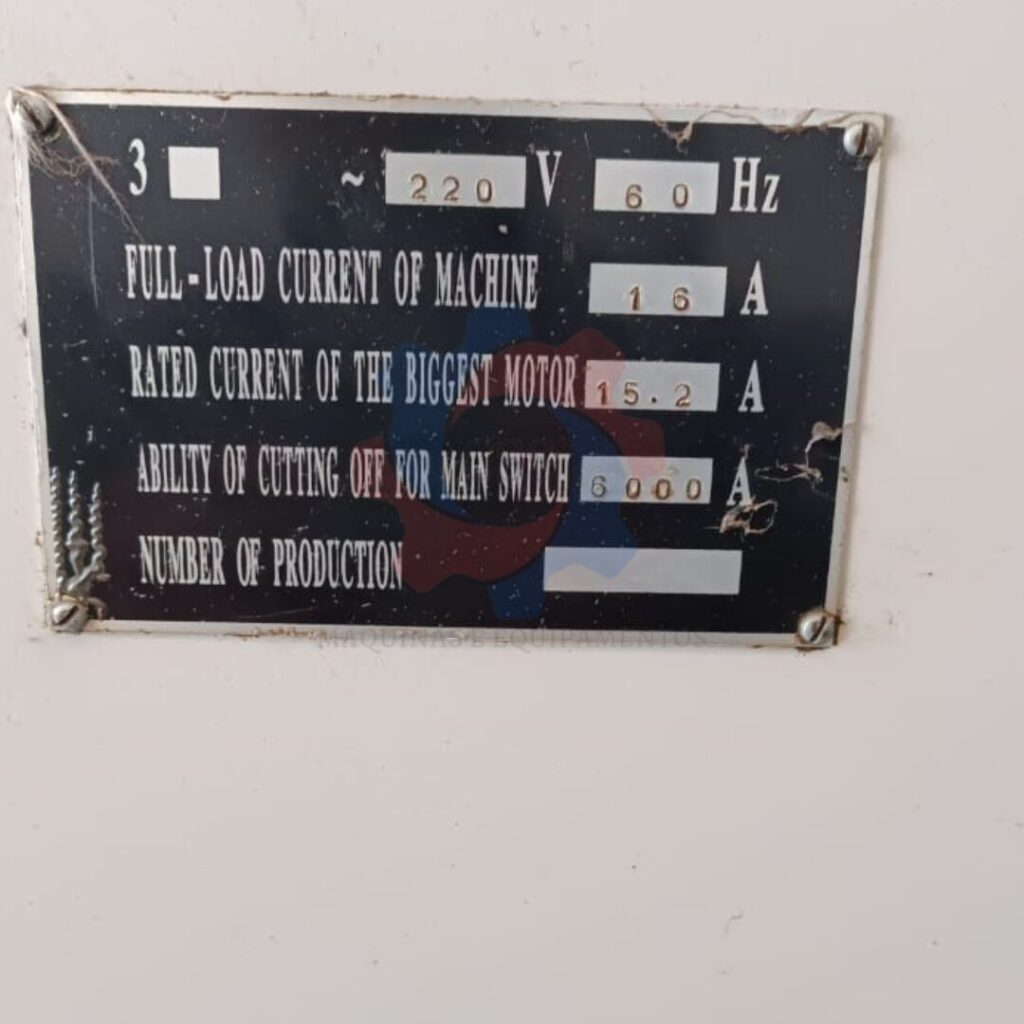 3 ~ 220 V 60 Hz
FULL-LOAD CURRENT OF MACHINE 16 A
RATED CURRENT OF THE BIGGEST MOTOR 15.2 A
ABILITY OF CUTTING OFF FOR MAIN SWITCH 6000 A
NUMBER OF PRODUCTION
MAQUINAS E EQUIPAMENTOS